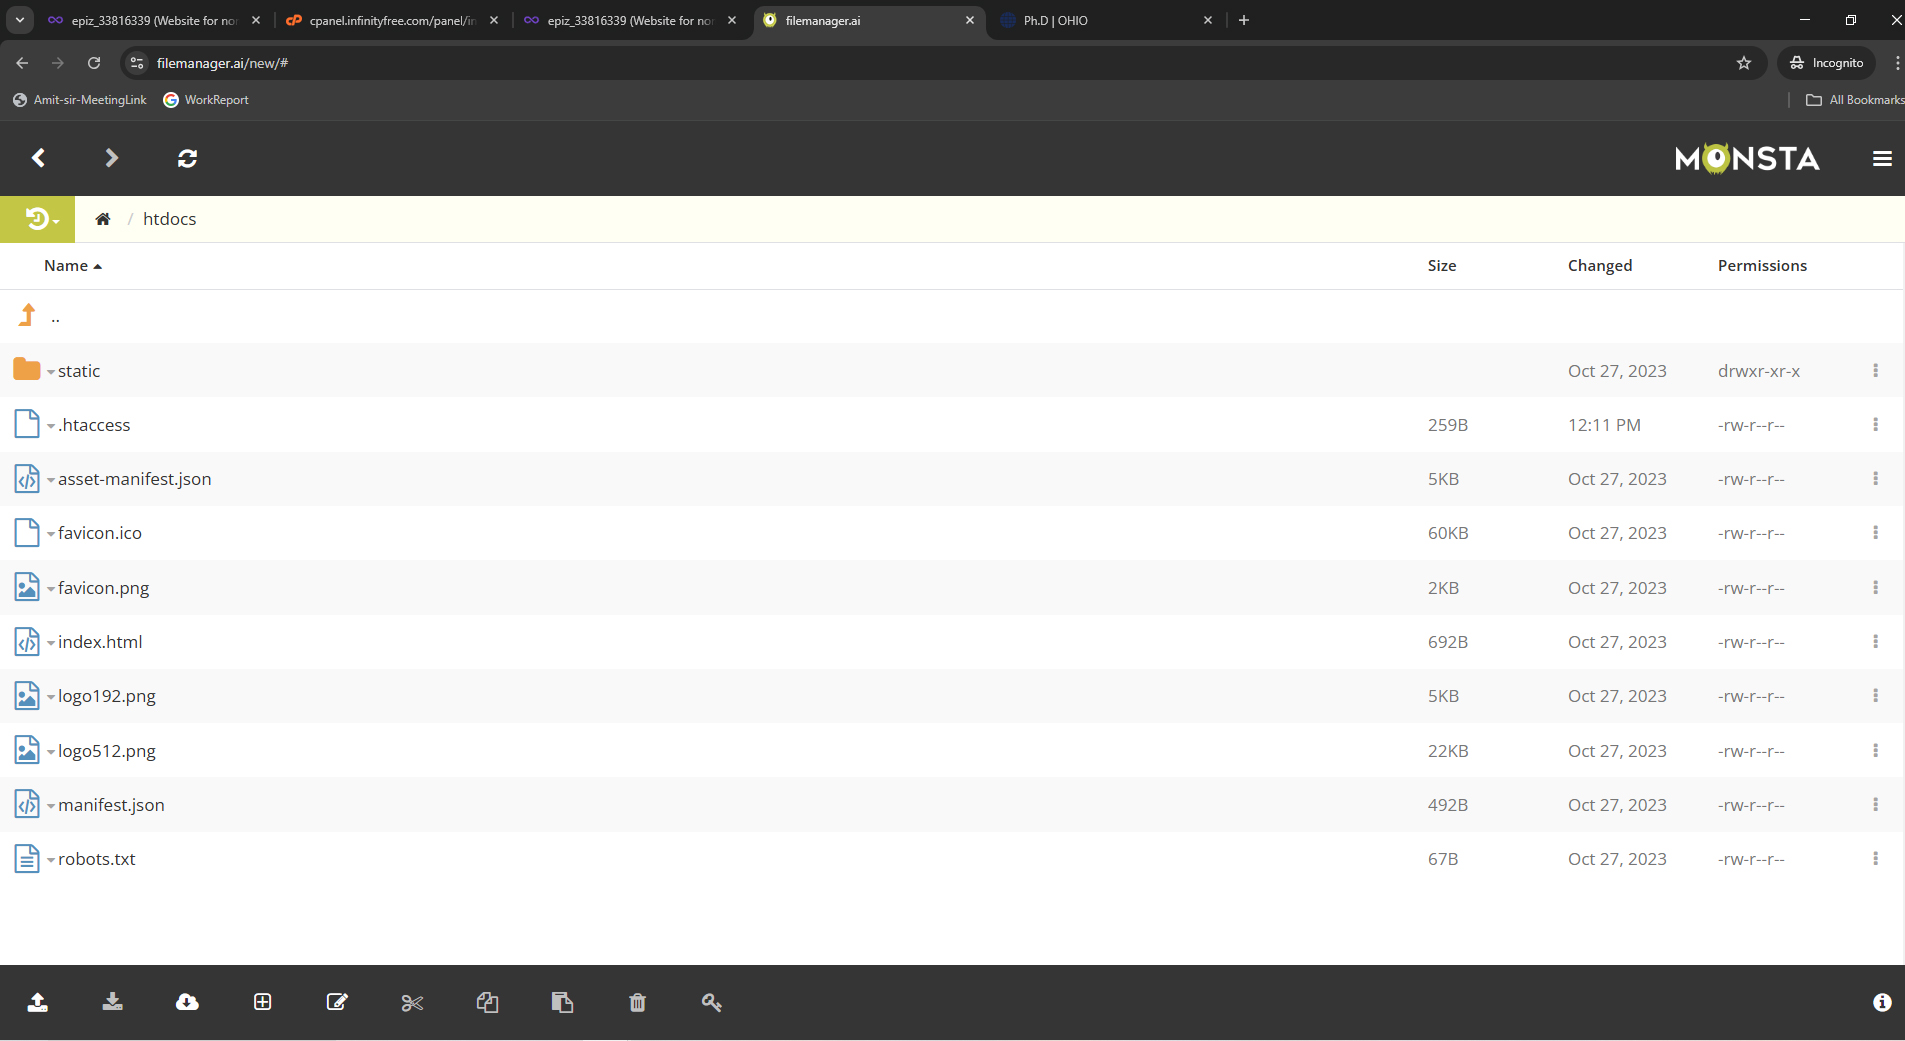 epiz_33816339 (Website for nor
cpanel.infinityfree.com/panel/in
epiz_33816339 (Website for nor
filemanager.ai
Ph.D | OHIO
filemanager.ai/new/#
Incognito
Amit-sir-MeetingLink
WorkReport
All Bookmarks
MONSTA
/ htdocs
Name Size Changed Permissions
..
static Oct 27, 2023 drwxr-xr-x
.htaccess 259B 12:11 PM -rw-r--r--
asset-manifest.json 5KB Oct 27, 2023 -rw-r--r--
favicon.ico 60KB Oct 27, 2023 -rw-r--r--
favicon.png 2KB Oct 27, 2023 -rw-r--r--
index.html 692B Oct 27, 2023 -rw-r--r--
logo192.png 5KB Oct 27, 2023 -rw-r--r--
logo512.png 22KB Oct 27, 2023 -rw-r--r--
manifest.json 492B Oct 27, 2023 -rw-r--r--
robots.txt 67B Oct 27, 2023 -rw-r--r--